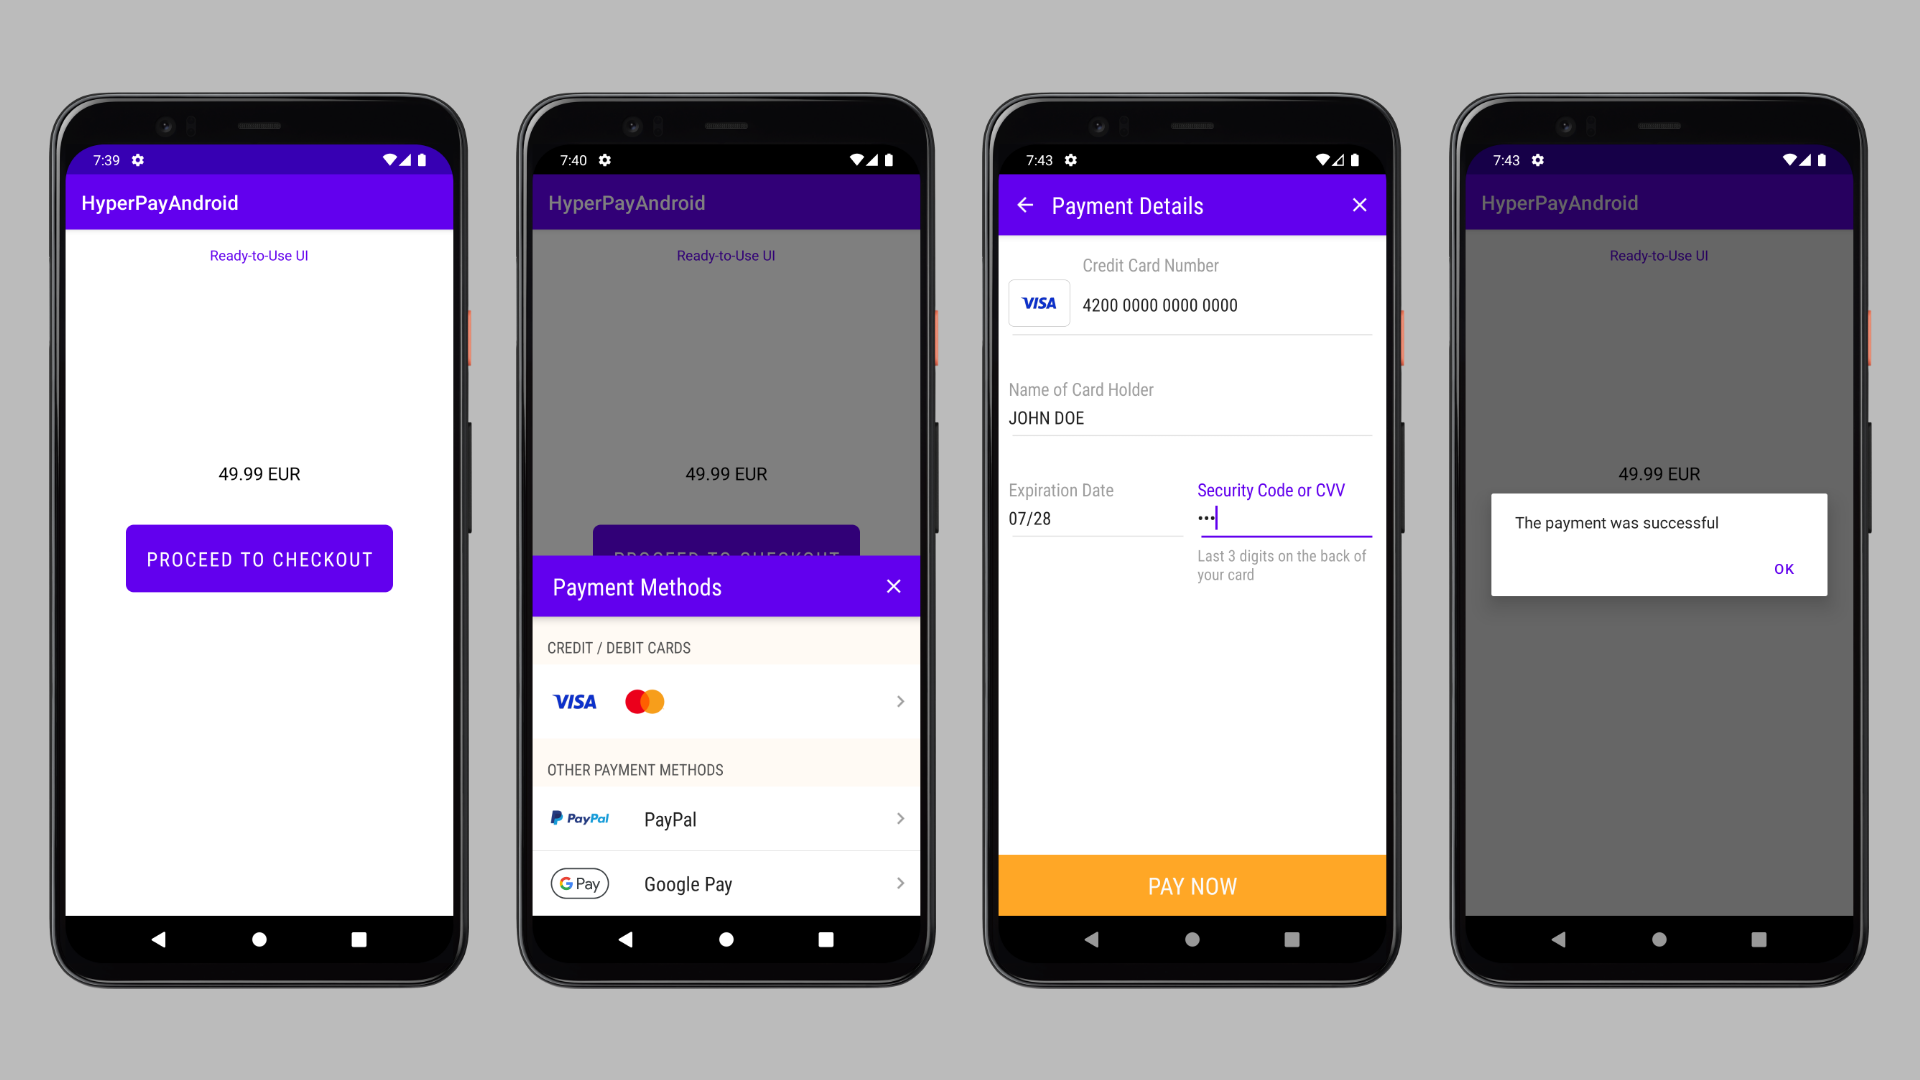 7:39
HyperPayAndroid
Ready-to-Use UI
49.99 EUR
PROCEED TO CHECKOUT
7:40
HyperPayAndroid
Ready-to-Use UI
49.99 EUR
PROCEED TO CHECKOUT
Payment Methods
CREDIT / DEBIT CARDS
VISA
OTHER PAYMENT METHODS
PayPal PayPal
G Pay Google Pay
7:43
Payment Details
Credit Card Number
VISA 4200 0000 0000 0000
Name of Card Holder
JOHN DOE
Expiration Date Security Code or CVV
07/28 •••
Last 3 digits on the back of
your card
PAY NOW
7:43
HyperPayAndroid
Ready-to-Use UI
49.99 EUR
The payment was successful
OK